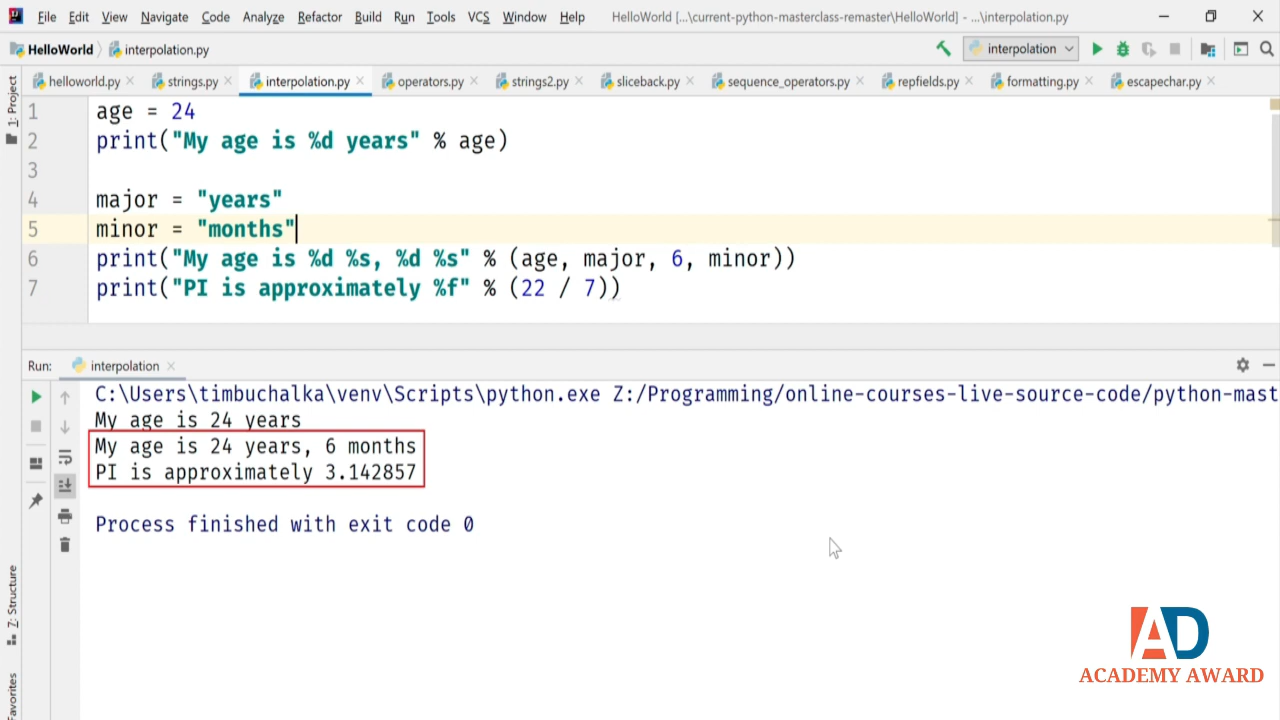 File Edit View Navigate Code Analyze Refactor Build Run Tools VCS Window Help HelloWorld [...\current-python-masterclass-remaster\HelloWorld] - ...\interpolation.py
HelloWorld interpolation.py interpolation
helloworld.py strings.py interpolation.py operators.py strings2.py sliceback.py sequence_operators.py repfields.py formatting.py escapechar.py
1: Project
1 age = 24
2 print("My age is %d years" % age)
3
4 major = "years"
5 minor = "months"
6 print("My age is %d %s, %d %s" % (age, major, 6, minor))
7 print("PI is approximately %f" % (22 / 7))
Run: interpolation
C:\Users\timbuchalka\venv\Scripts\python.exe Z:/Programming/online-courses-live-source-code/python-mast
My age is 24 years
My age is 24 years, 6 months
PI is approximately 3.142857
Process finished with exit code 0
Z: Structure
avorites
AD
ACADEMY AWARD